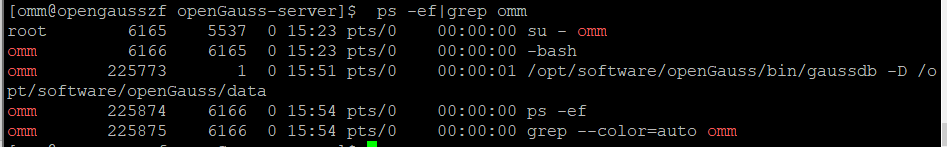 [omm@opengausszf openGauss-server]$  ps -ef|grep omm
root        6165    5537  0 15:23 pts/0    00:00:00 su - omm
omm         6166    6165  0 15:23 pts/0    00:00:00 -bash
omm       225773       1  0 15:51 pts/0    00:00:01 /opt/software/openGauss/bin/gaussdb -D /o
pt/software/openGauss/data
omm       225874    6166  0 15:54 pts/0    00:00:00 ps -ef
omm       225875    6166  0 15:54 pts/0    00:00:00 grep --color=auto omm